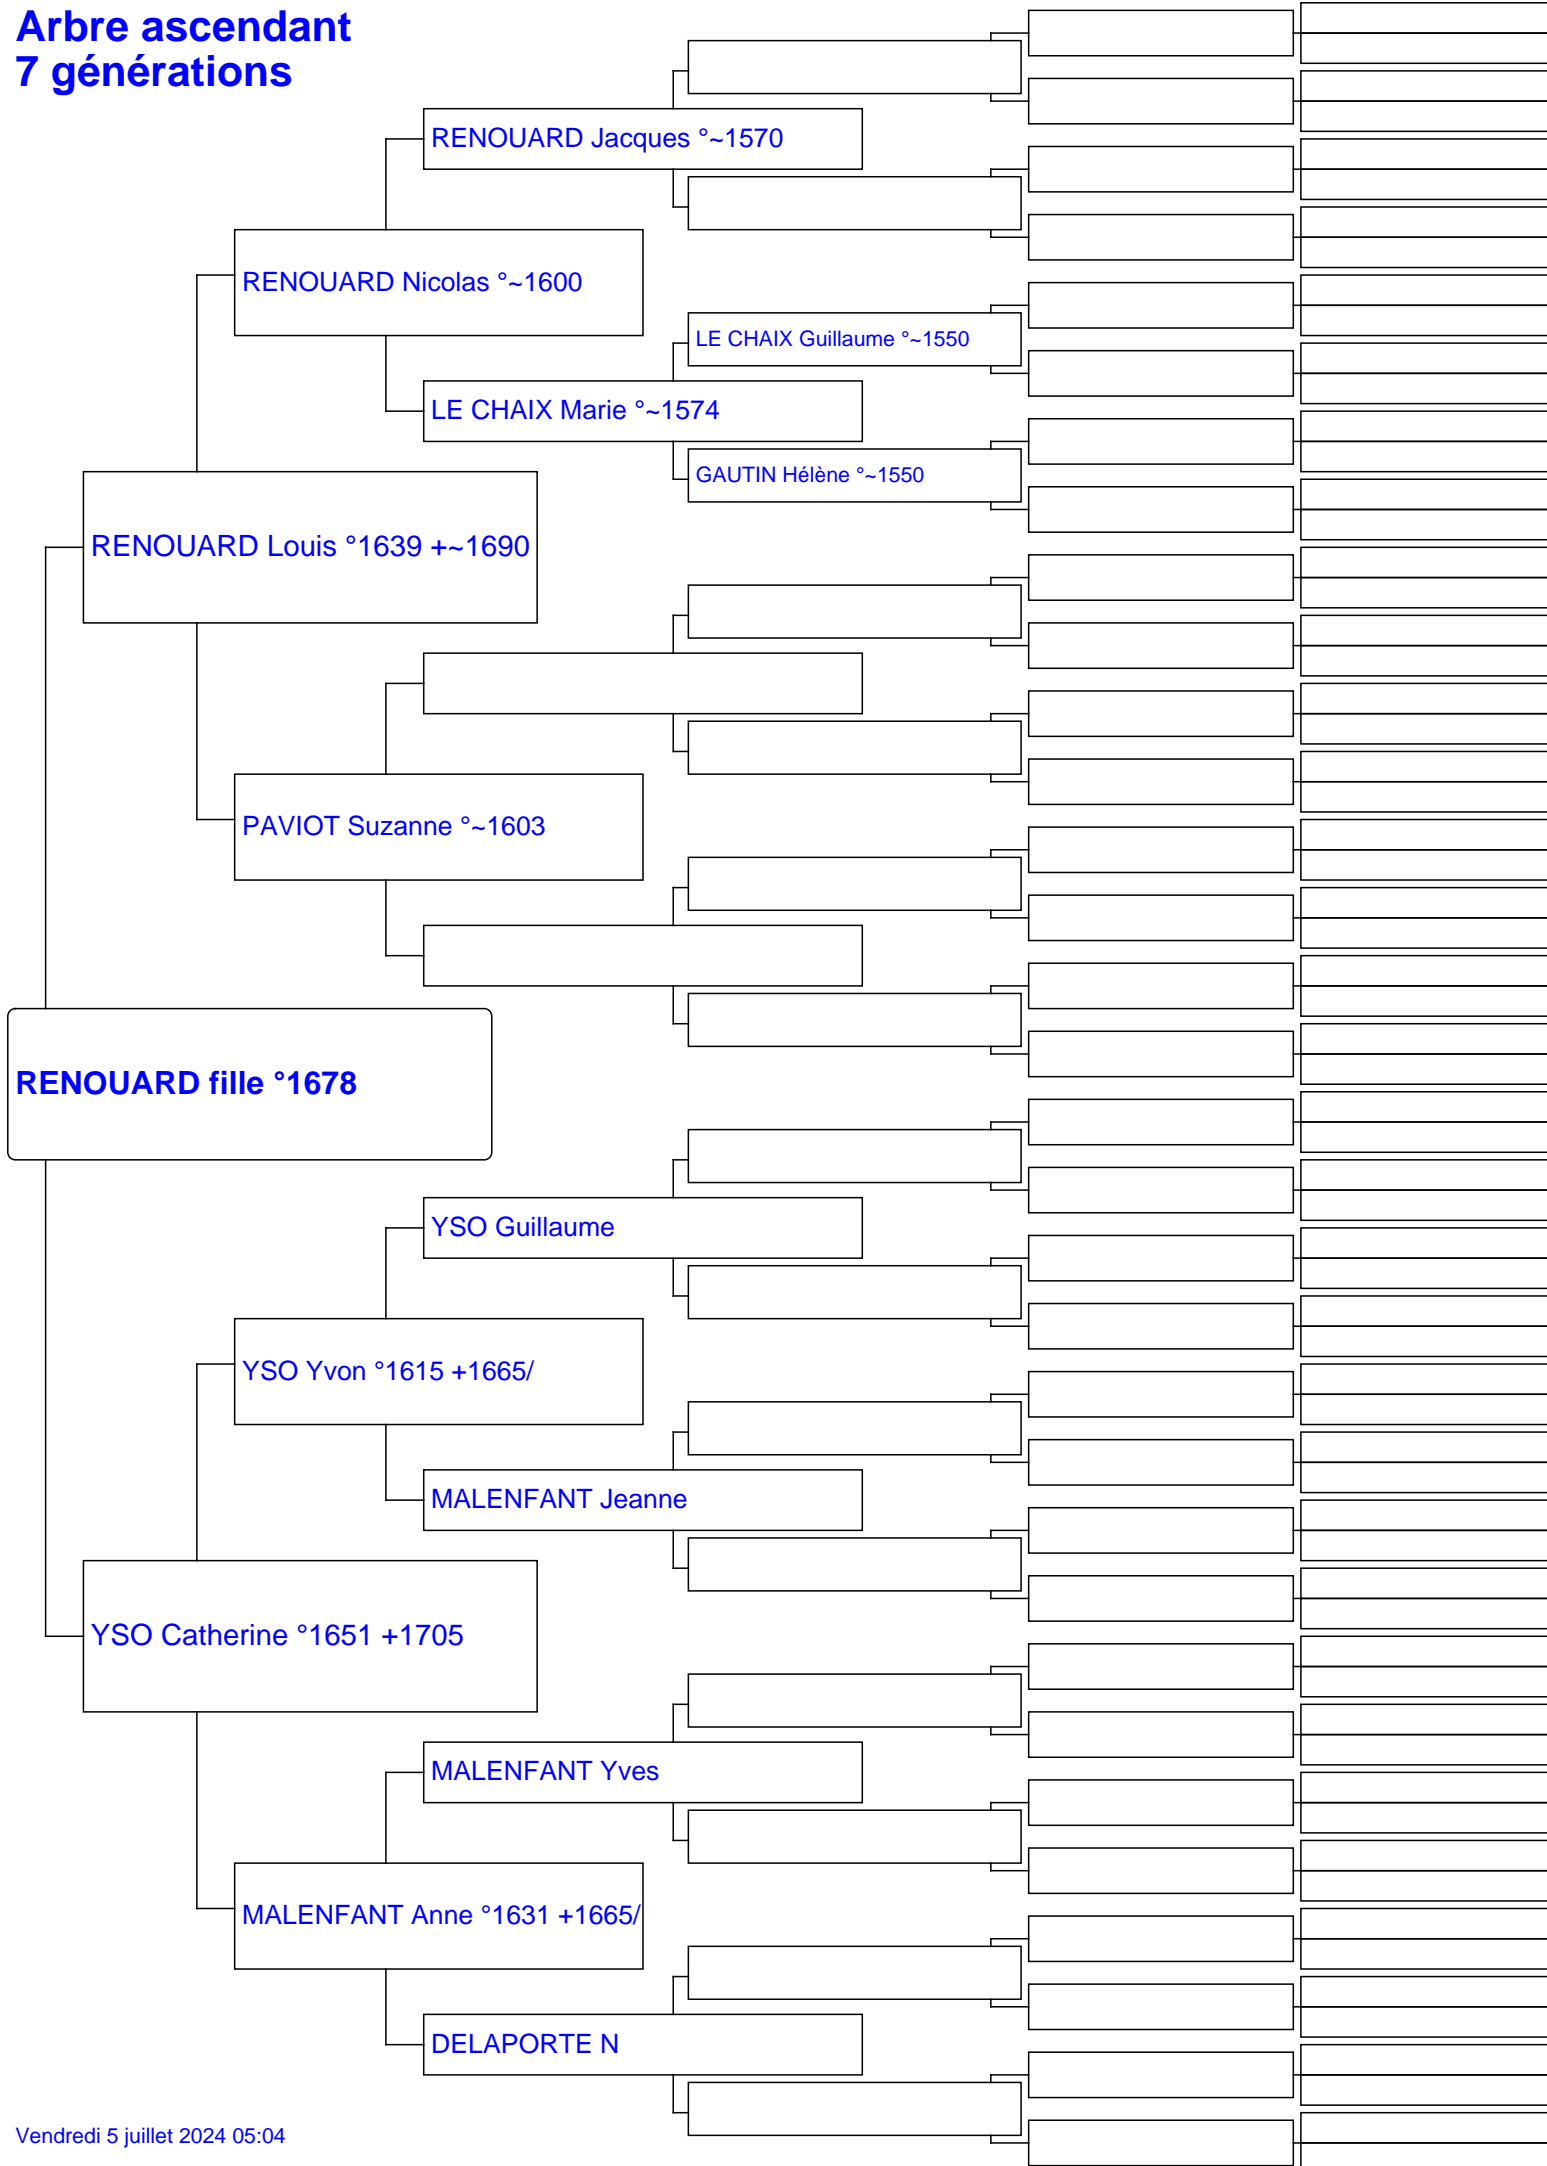 Arbre ascendant
7 générations
RENOUARD Jacques °~1570
RENOUARD Nicolas °~1600
LE CHAIX Guillaume °~1550
LE CHAIX Marie °~1574
GAUTIN Hélène °~1550
RENOUARD Louis °1639 +~1690
PAVIOT Suzanne °~1603
RENOUARD fille °1678
YSO Guillaume
YSO Yvon °1615 +1665/
MALENFANT Jeanne
YSO Catherine °1651 +1705
MALENFANT Yves
MALENFANT Anne °1631 +1665/
DELAPORTE N
Vendredi 5 juillet 2024 05:04